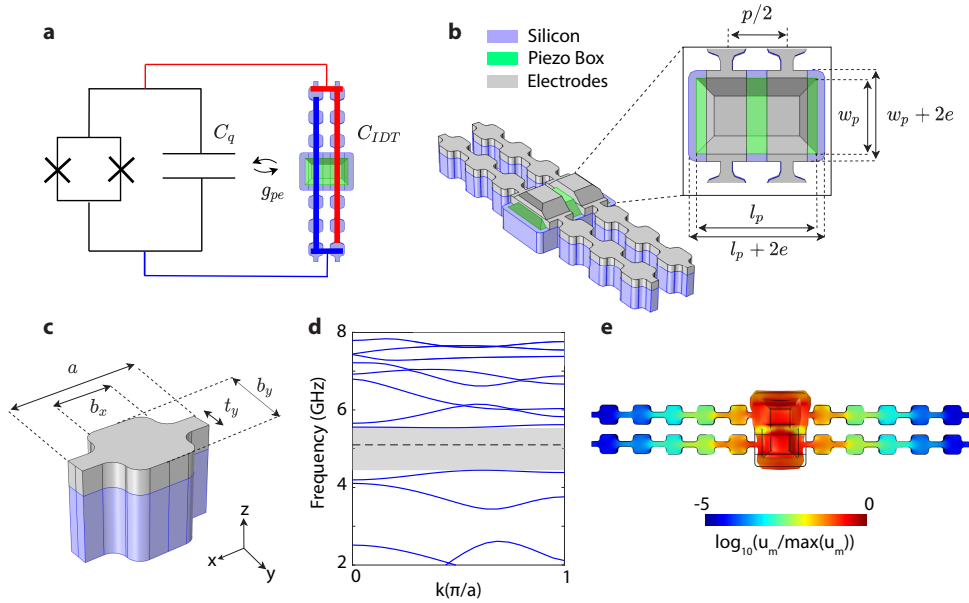 a
C_q
g_pe
C_IDT
b
Silicon
Piezo Box
Electrodes
p/2
w_p
w_p + 2e
l_p
l_p + 2e
c
a
b_x
b_y
t_y
z
x
y
d
8
6
4
2
Frequency(GHz)
0
1
k(π/a)
e
-5
0
log₁₀(u_m/max(u_m))